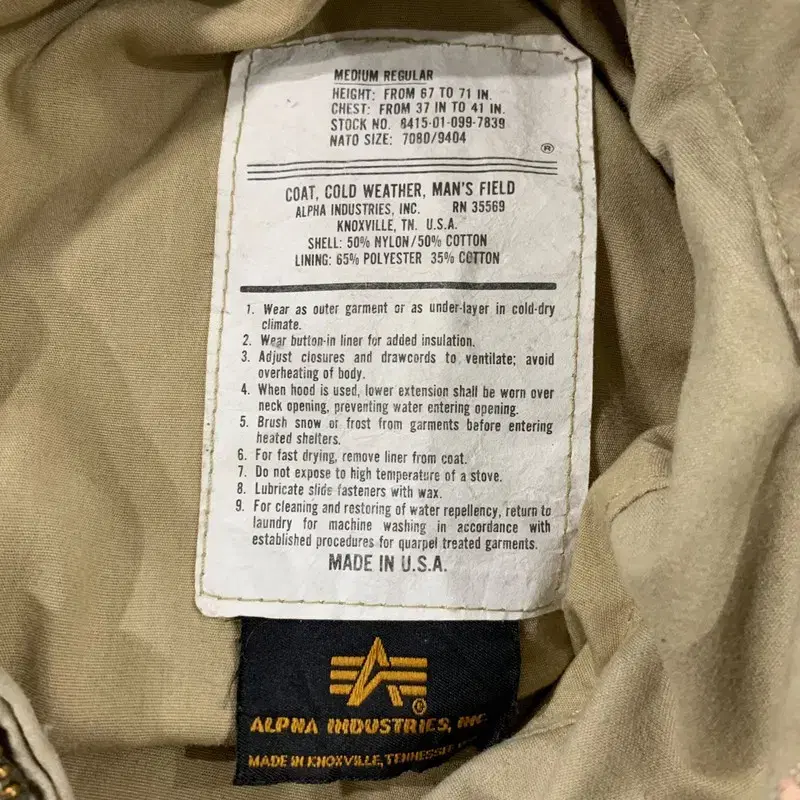 MEDIUM REGULAR
HEIGHT: FROM 67 TO 71 IN.
CHEST: FROM 37 IN TO 41 IN.
STOCK NO. 8415-01-099-7839
NATO SIZE: 7080/9404
®
COAT, COLD WEATHER, MAN'S FIELD
ALPHA INDUSTRIES, INC. RN 35569
KNOXVILLE, TN. U.S.A.
SHELL: 50% NYLON/50% COTTON
LINING: 65% POLYESTER 35% COTTON
1. Wear as outer garment or as under-layer in cold-dry
climate.
2. Wear button-in liner for added insulation.
3. Adjust closures and drawcords to ventilate; avoid
overheating of body.
4. When hood is used, lower extension shall be worn over
neck opening, preventing water entering opening.
5. Brush snow or frost from garments before entering
heated shelters.
6. For fast drying, remove liner from coat.
7. Do not expose to high temperature of a stove.
8. Lubricate slide fasteners with wax.
9. For cleaning and restoring of water repellency, return to
laundry for machine washing in accordance with
established procedures for quarpel treated garments.
MADE IN U.S.A.
®
ALPHA INDUSTRIES, INC.
MADE IN KNOXVILLE, TENNESSEE